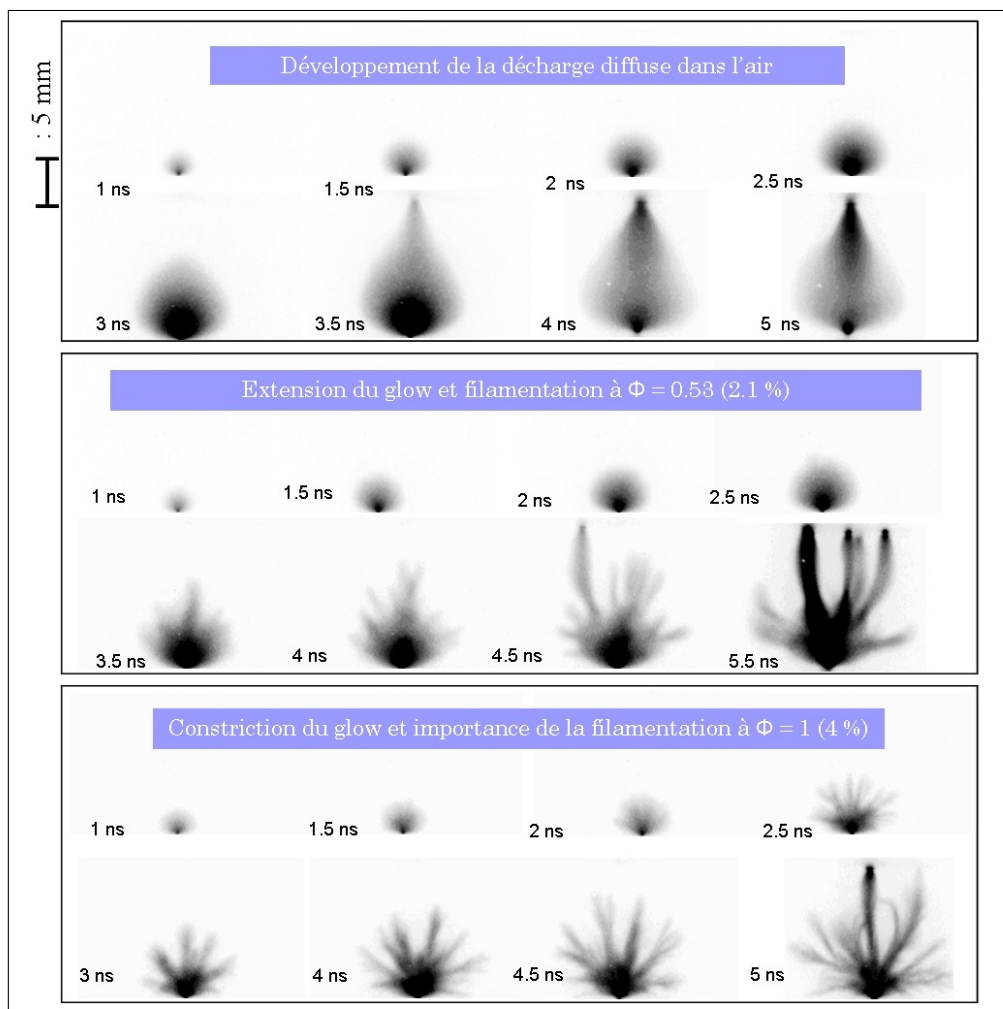 : 5 mm
Développement de la décharge diffuse dans l'air
1 ns
1.5 ns
2 ns
2.5 ns
3 ns
3.5 ns
4 ns
5 ns
Extension du glow et filamentation à Φ = 0.53 (2.1 %)
1 ns
1.5 ns
2 ns
2.5 ns
3.5 ns
4 ns
4.5 ns
5.5 ns
Constriction du glow et importance de la filamentation à Φ = 1 (4 %)
1 ns
1.5 ns
2 ns
2.5 ns
3 ns
4 ns
4.5 ns
5 ns